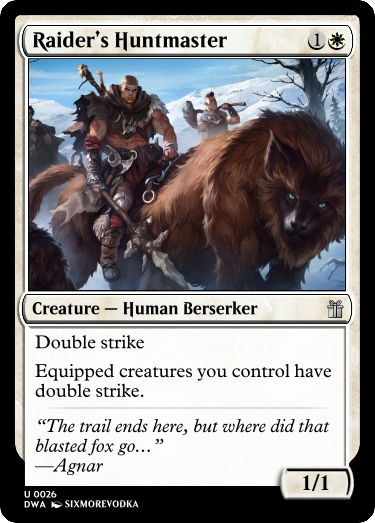 Raider's Huntmaster 1
Creature — Human Berserker
Double strike
Equipped creatures you control have
double strike.
“The trail ends here, but where did that
blasted fox go…”
—Agnar
1/1
U 0026
DWA SIXMOREVODKA